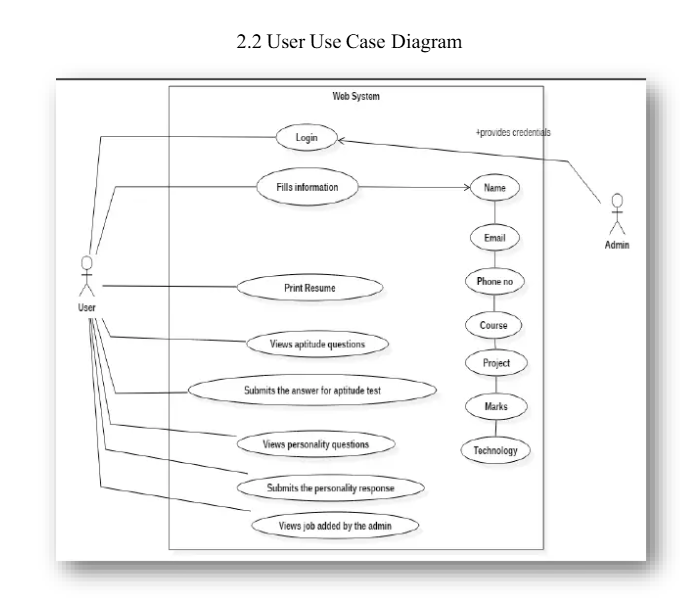 2.2 User Use Case Diagram
Web System
+provides credentials
Login
Fills information
Name
Admin
Email
User
Print Resume
Phone no
Course
Views aptitude questions
Project
Submits the answer for aptitude test
Marks
Views personality questions
Technology
Submits the personality response
Views job added by the admin